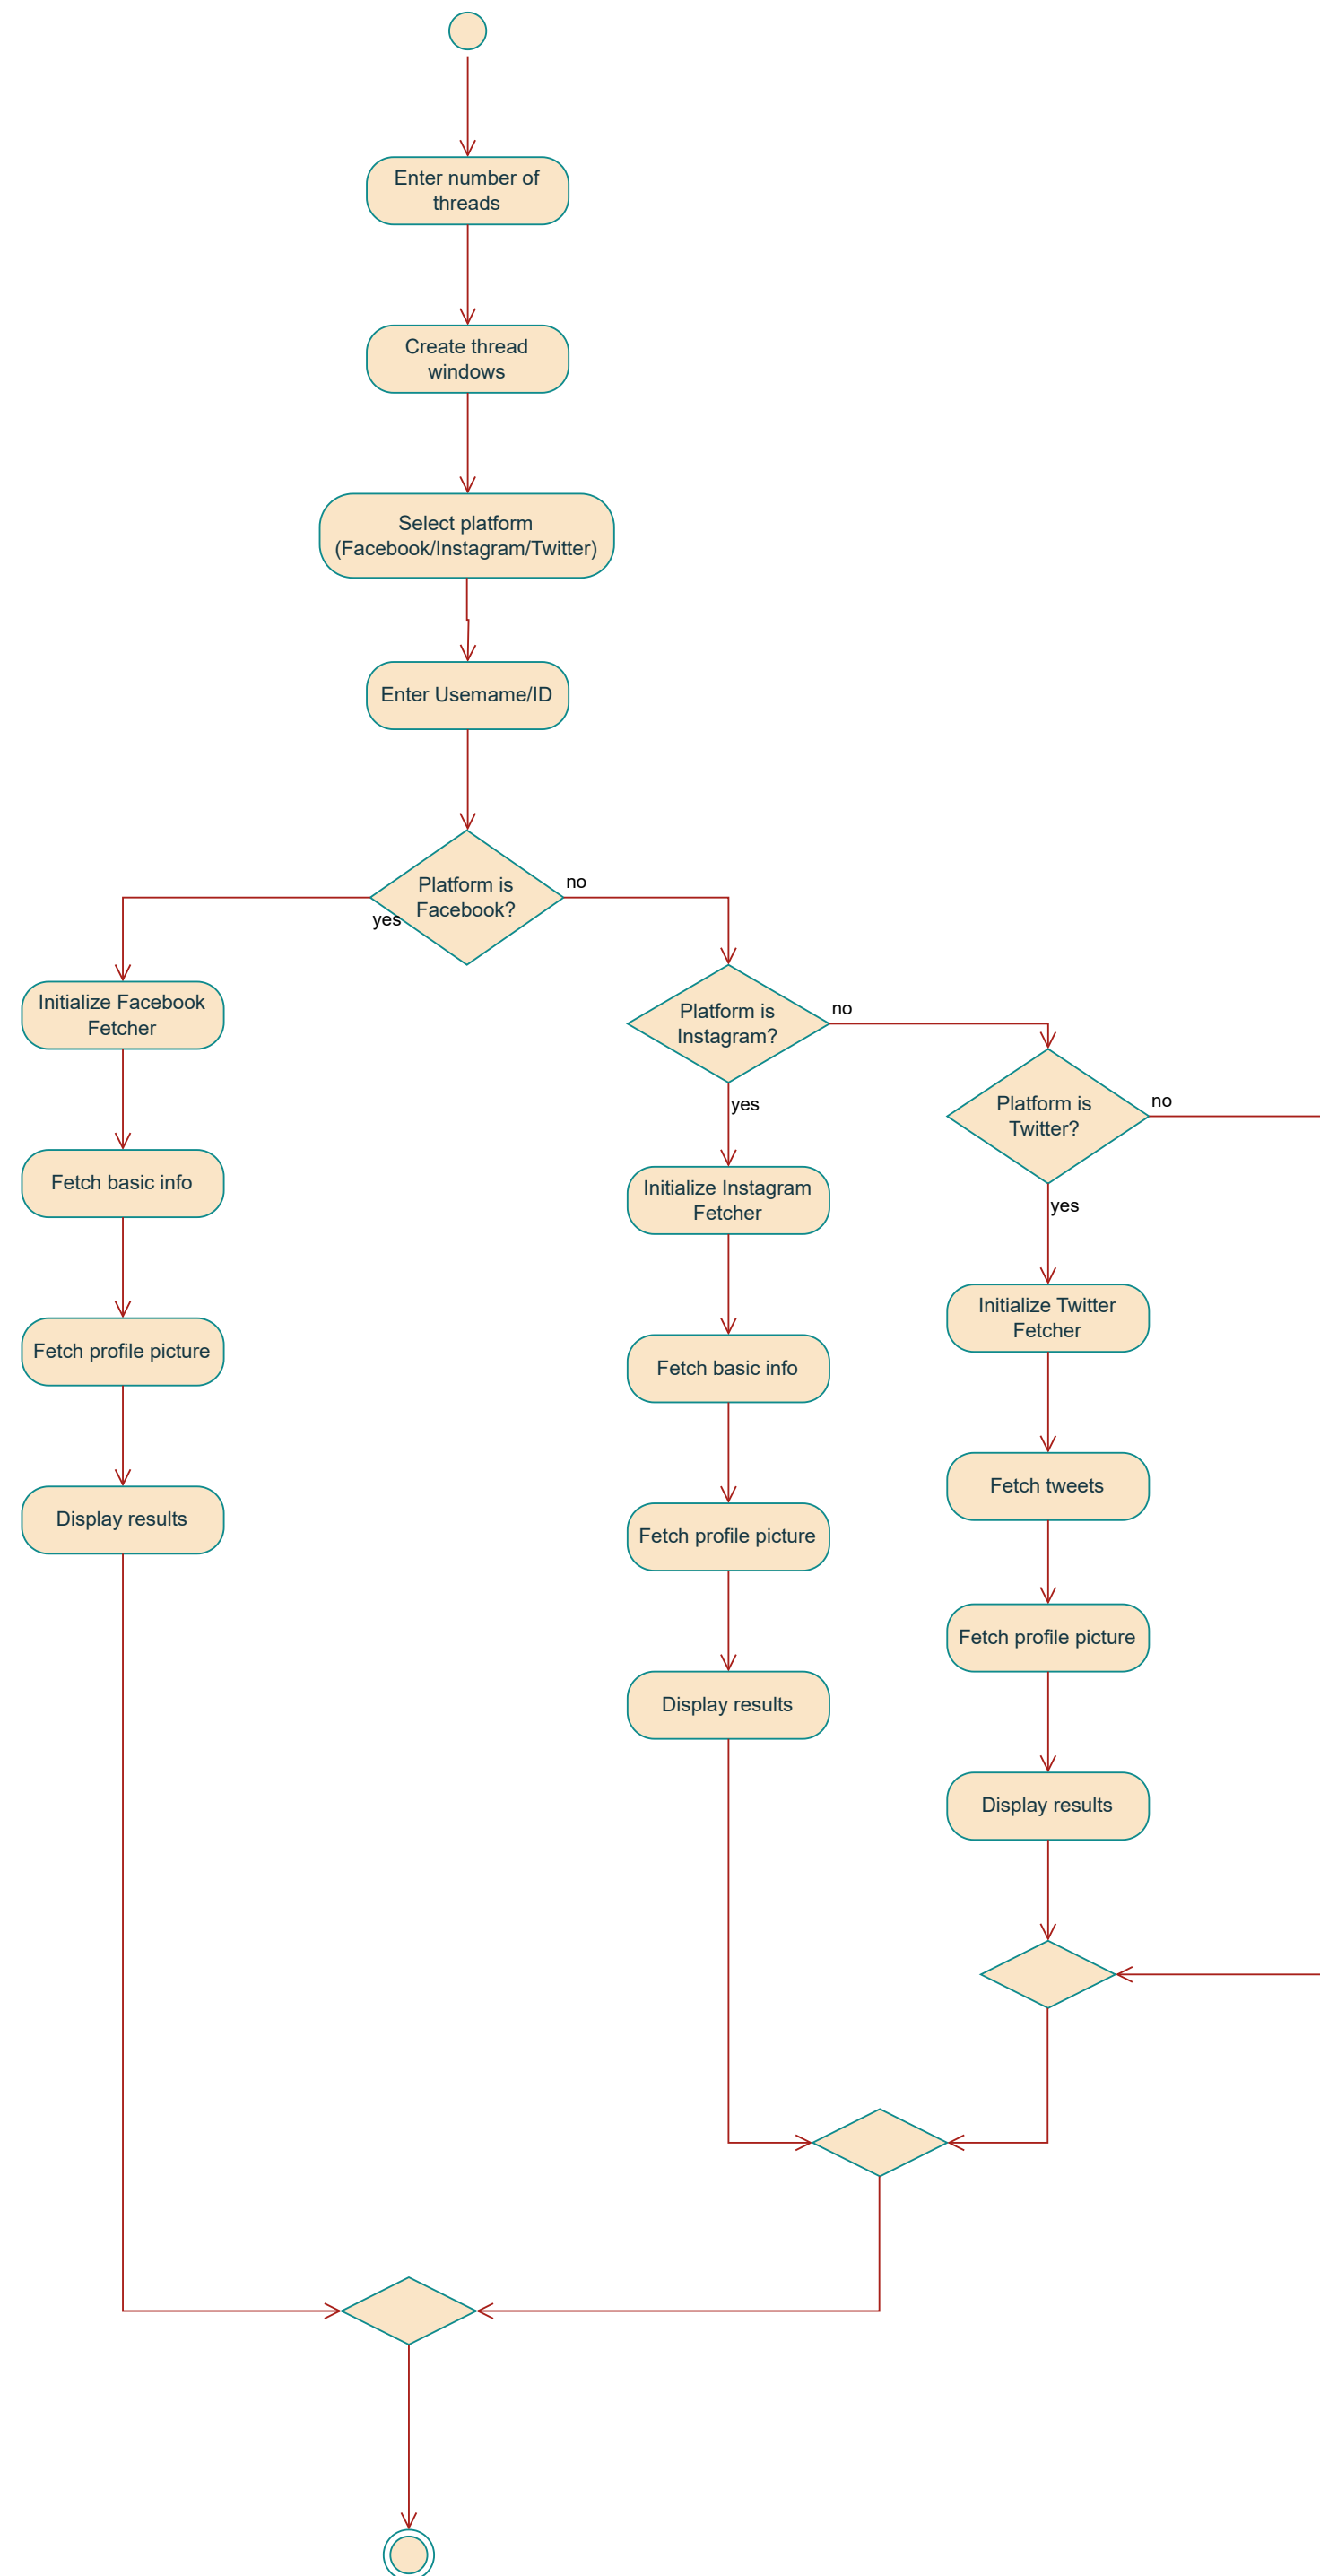 Enter number of
threads
Create thread
windows
Select platform
(Facebook/Instagram/Twitter)
Enter Usemame/ID
Platform is
Facebook?
yes
no
Initialize Facebook
Fetcher
Fetch basic info
Fetch profile picture
Display results
Platform is
Instagram?
no
yes
Initialize Instagram
Fetcher
Fetch basic info
Fetch profile picture
Display results
Platform is
Twitter?
no
yes
Initialize Twitter
Fetcher
Fetch tweets
Fetch profile picture
Display results